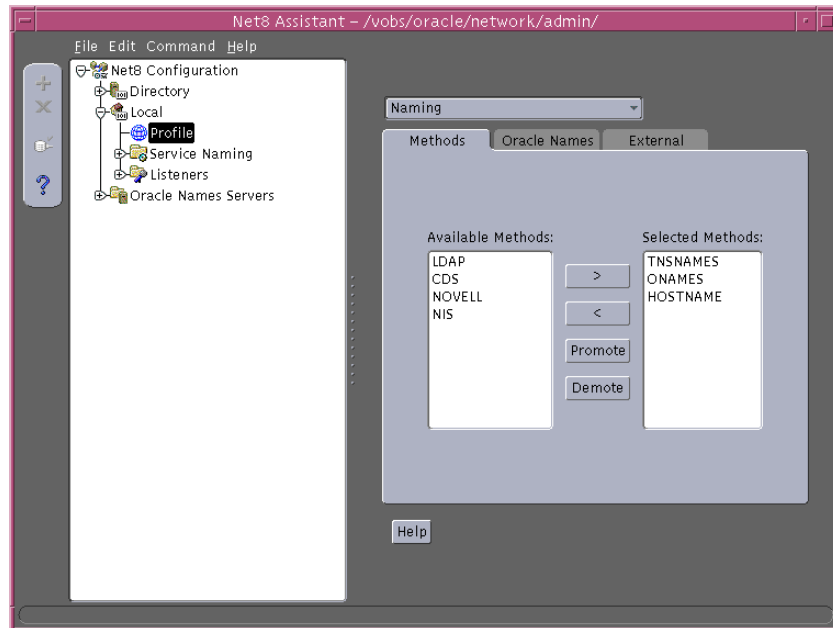 Net8 Assistant – /vobs/oracle/network/admin/
File Edit Command Help
Net8 Configuration
Directory
Local
Profile
Service Naming
Listeners
Oracle Names Servers
Naming
Methods Oracle Names External
Available Methods: Selected Methods:
LDAP
CDS
NOVELL
NIS
>
<
Promote
Demote
TNSNAMES
ONAMES
HOSTNAME
Help